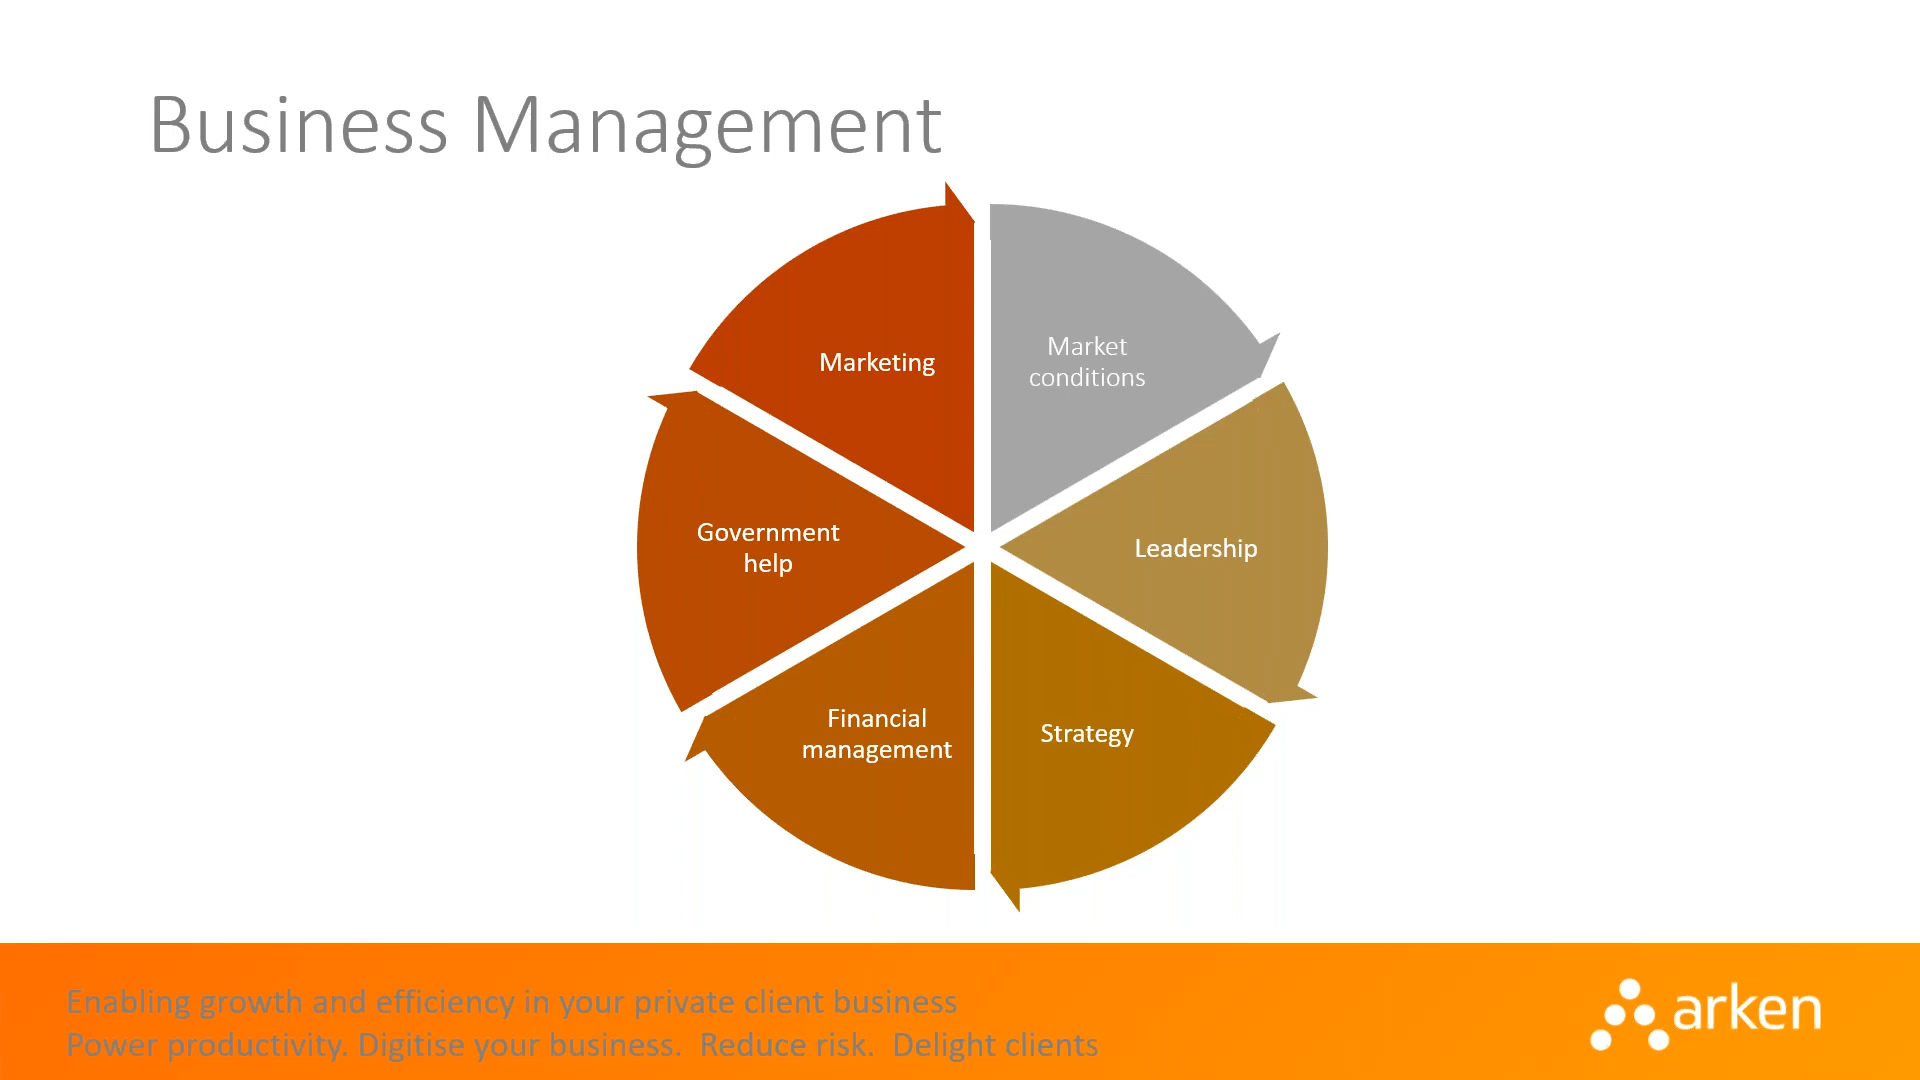 Business Management
Market
conditions
Leadership
Strategy
Financial
management
Government
help
Marketing
Enabling growth and efficiency in your private client business
Power productivity. Digitise your business.  Reduce risk.  Delight clients
arken